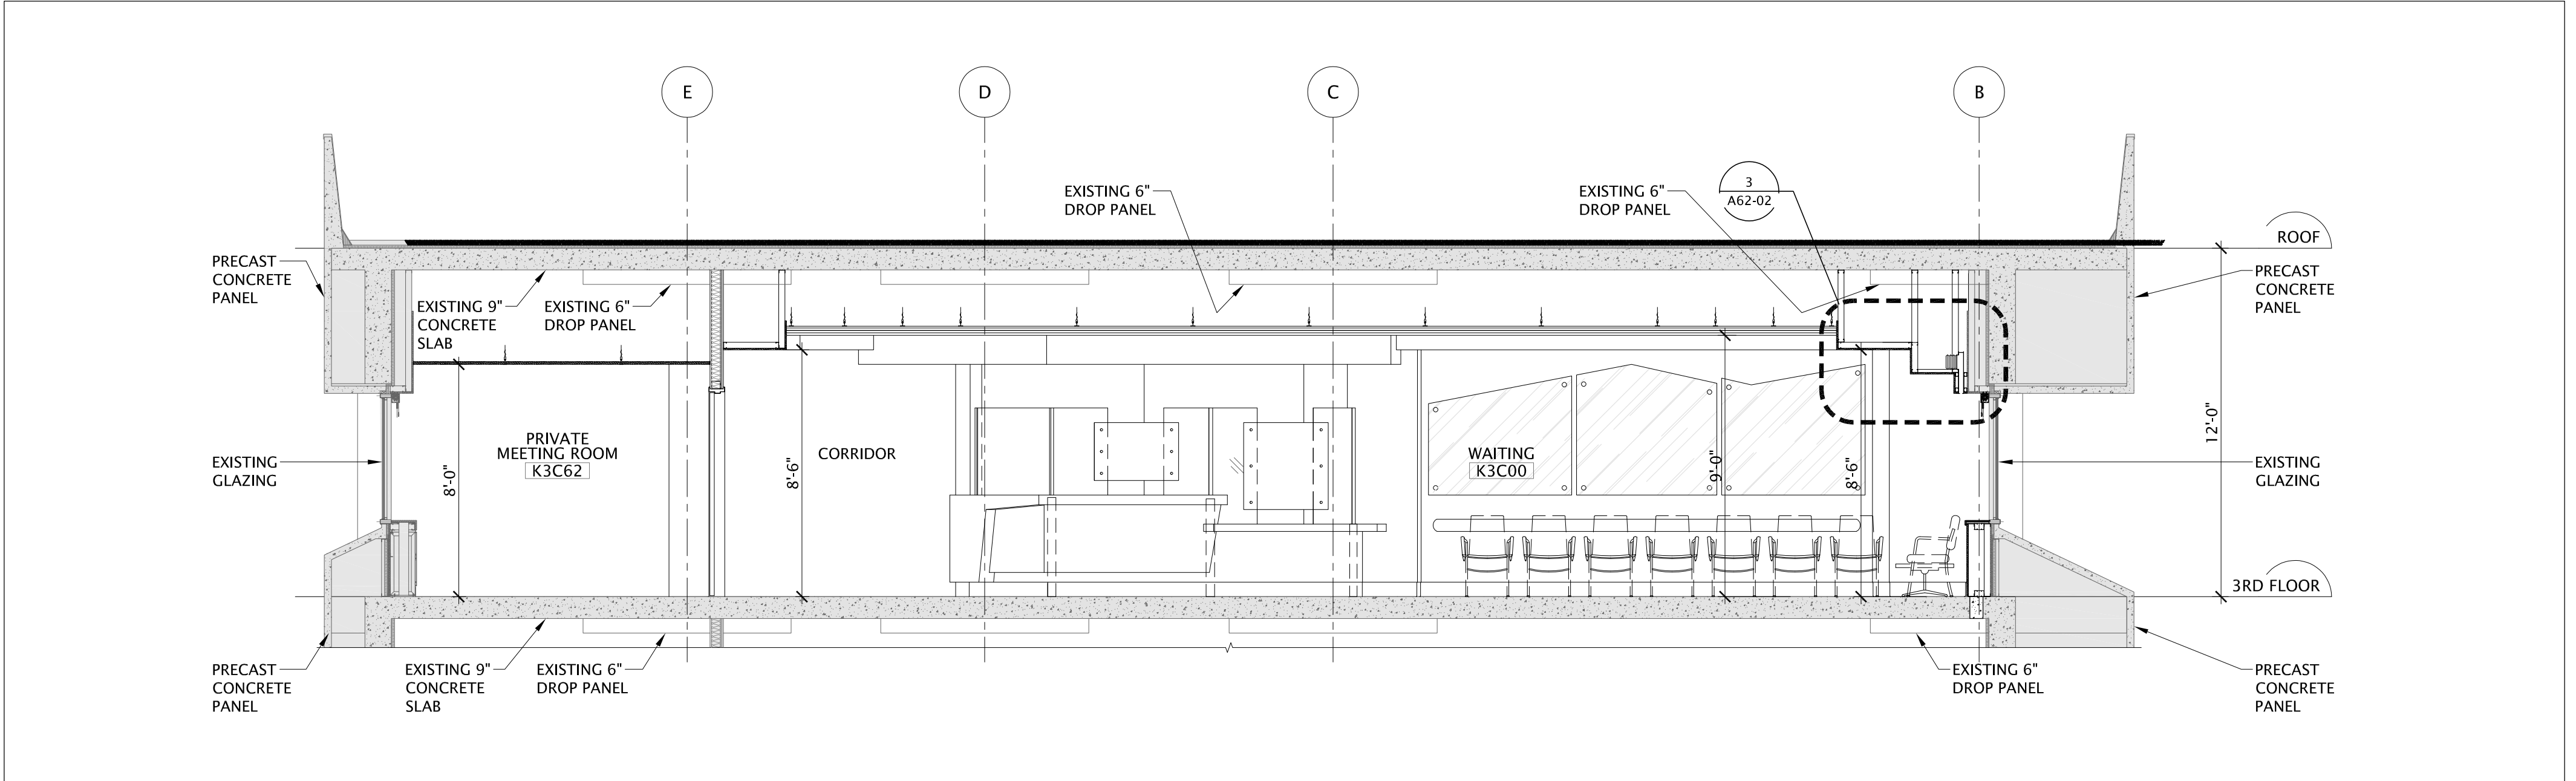 E
D
C
B
3
A62-02
EXISTING 6"
DROP PANEL
EXISTING 6"
DROP PANEL
ROOF
PRECAST
CONCRETE
PANEL
EXISTING 9"
CONCRETE
SLAB
EXISTING 6"
DROP PANEL
PRECAST
CONCRETE
PANEL
EXISTING
GLAZING
8'-0"
PRIVATE
MEETING ROOM
K3C62
8'-6"
CORRIDOR
WAITING
K3C00
9'-0"
8'-6"
12'-0"
EXISTING
GLAZING
3RD FLOOR
PRECAST
CONCRETE
PANEL
EXISTING 9"
CONCRETE
SLAB
EXISTING 6"
DROP PANEL
EXISTING 6"
DROP PANEL
PRECAST
CONCRETE
PANEL